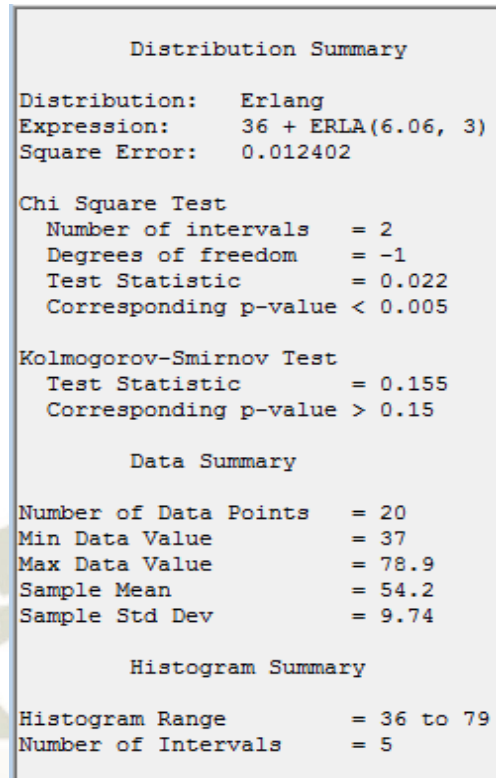 Distribution Summary
Distribution: Erlang
Expression: 36 + ERLA(6.06, 3)
Square Error: 0.012402
Chi Square Test
Number of intervals = 2
Degrees of freedom = -1
Test Statistic = 0.022
Corresponding p-value < 0.005
Kolmogorov-Smirnov Test
Test Statistic = 0.155
Corresponding p-value > 0.15
Data Summary
Number of Data Points = 20
Min Data Value = 37
Max Data Value = 78.9
Sample Mean = 54.2
Sample Std Dev = 9.74
Histogram Summary
Histogram Range = 36 to 79
Number of Intervals = 5